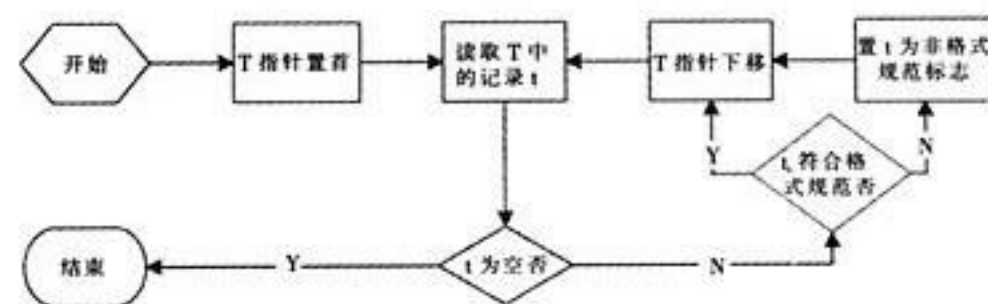 开始
T指针置首
读取T中
的记录t
T指针下移
置t为非格式
规范标志
Y
N
t,符合格
式规范否
结束
Y
t为空否
N